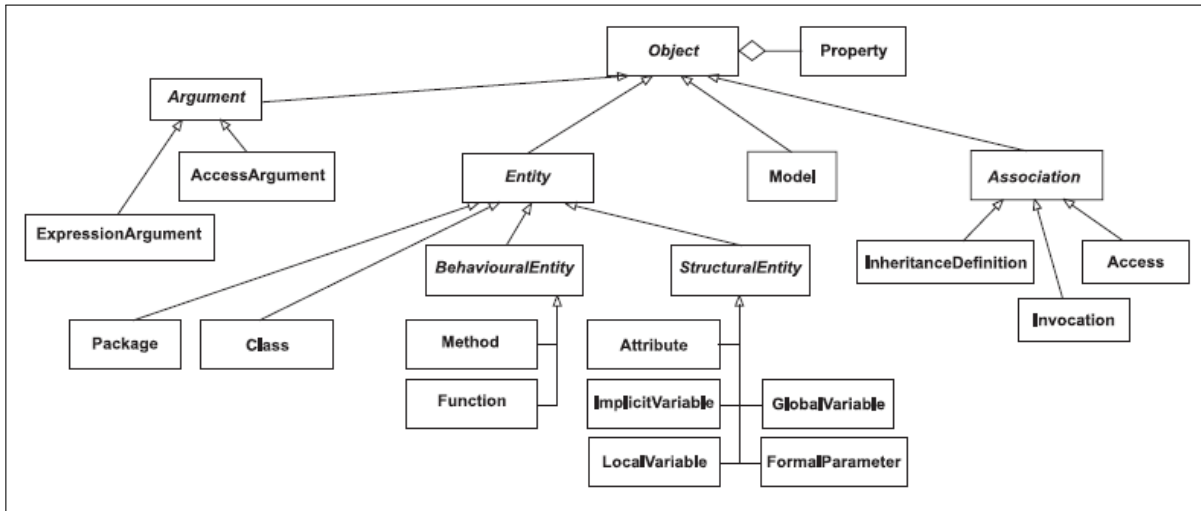 Object
Property
Argument
AccessArgument
ExpressionArgument
Entity
Model
Association
BehaviouralEntity
StructuralEntity
InheritanceDefinition
Access
Invocation
Package
Class
Method
Attribute
Function
ImplicitVariable
GlobalVariable
LocalVariable
FormalParameter